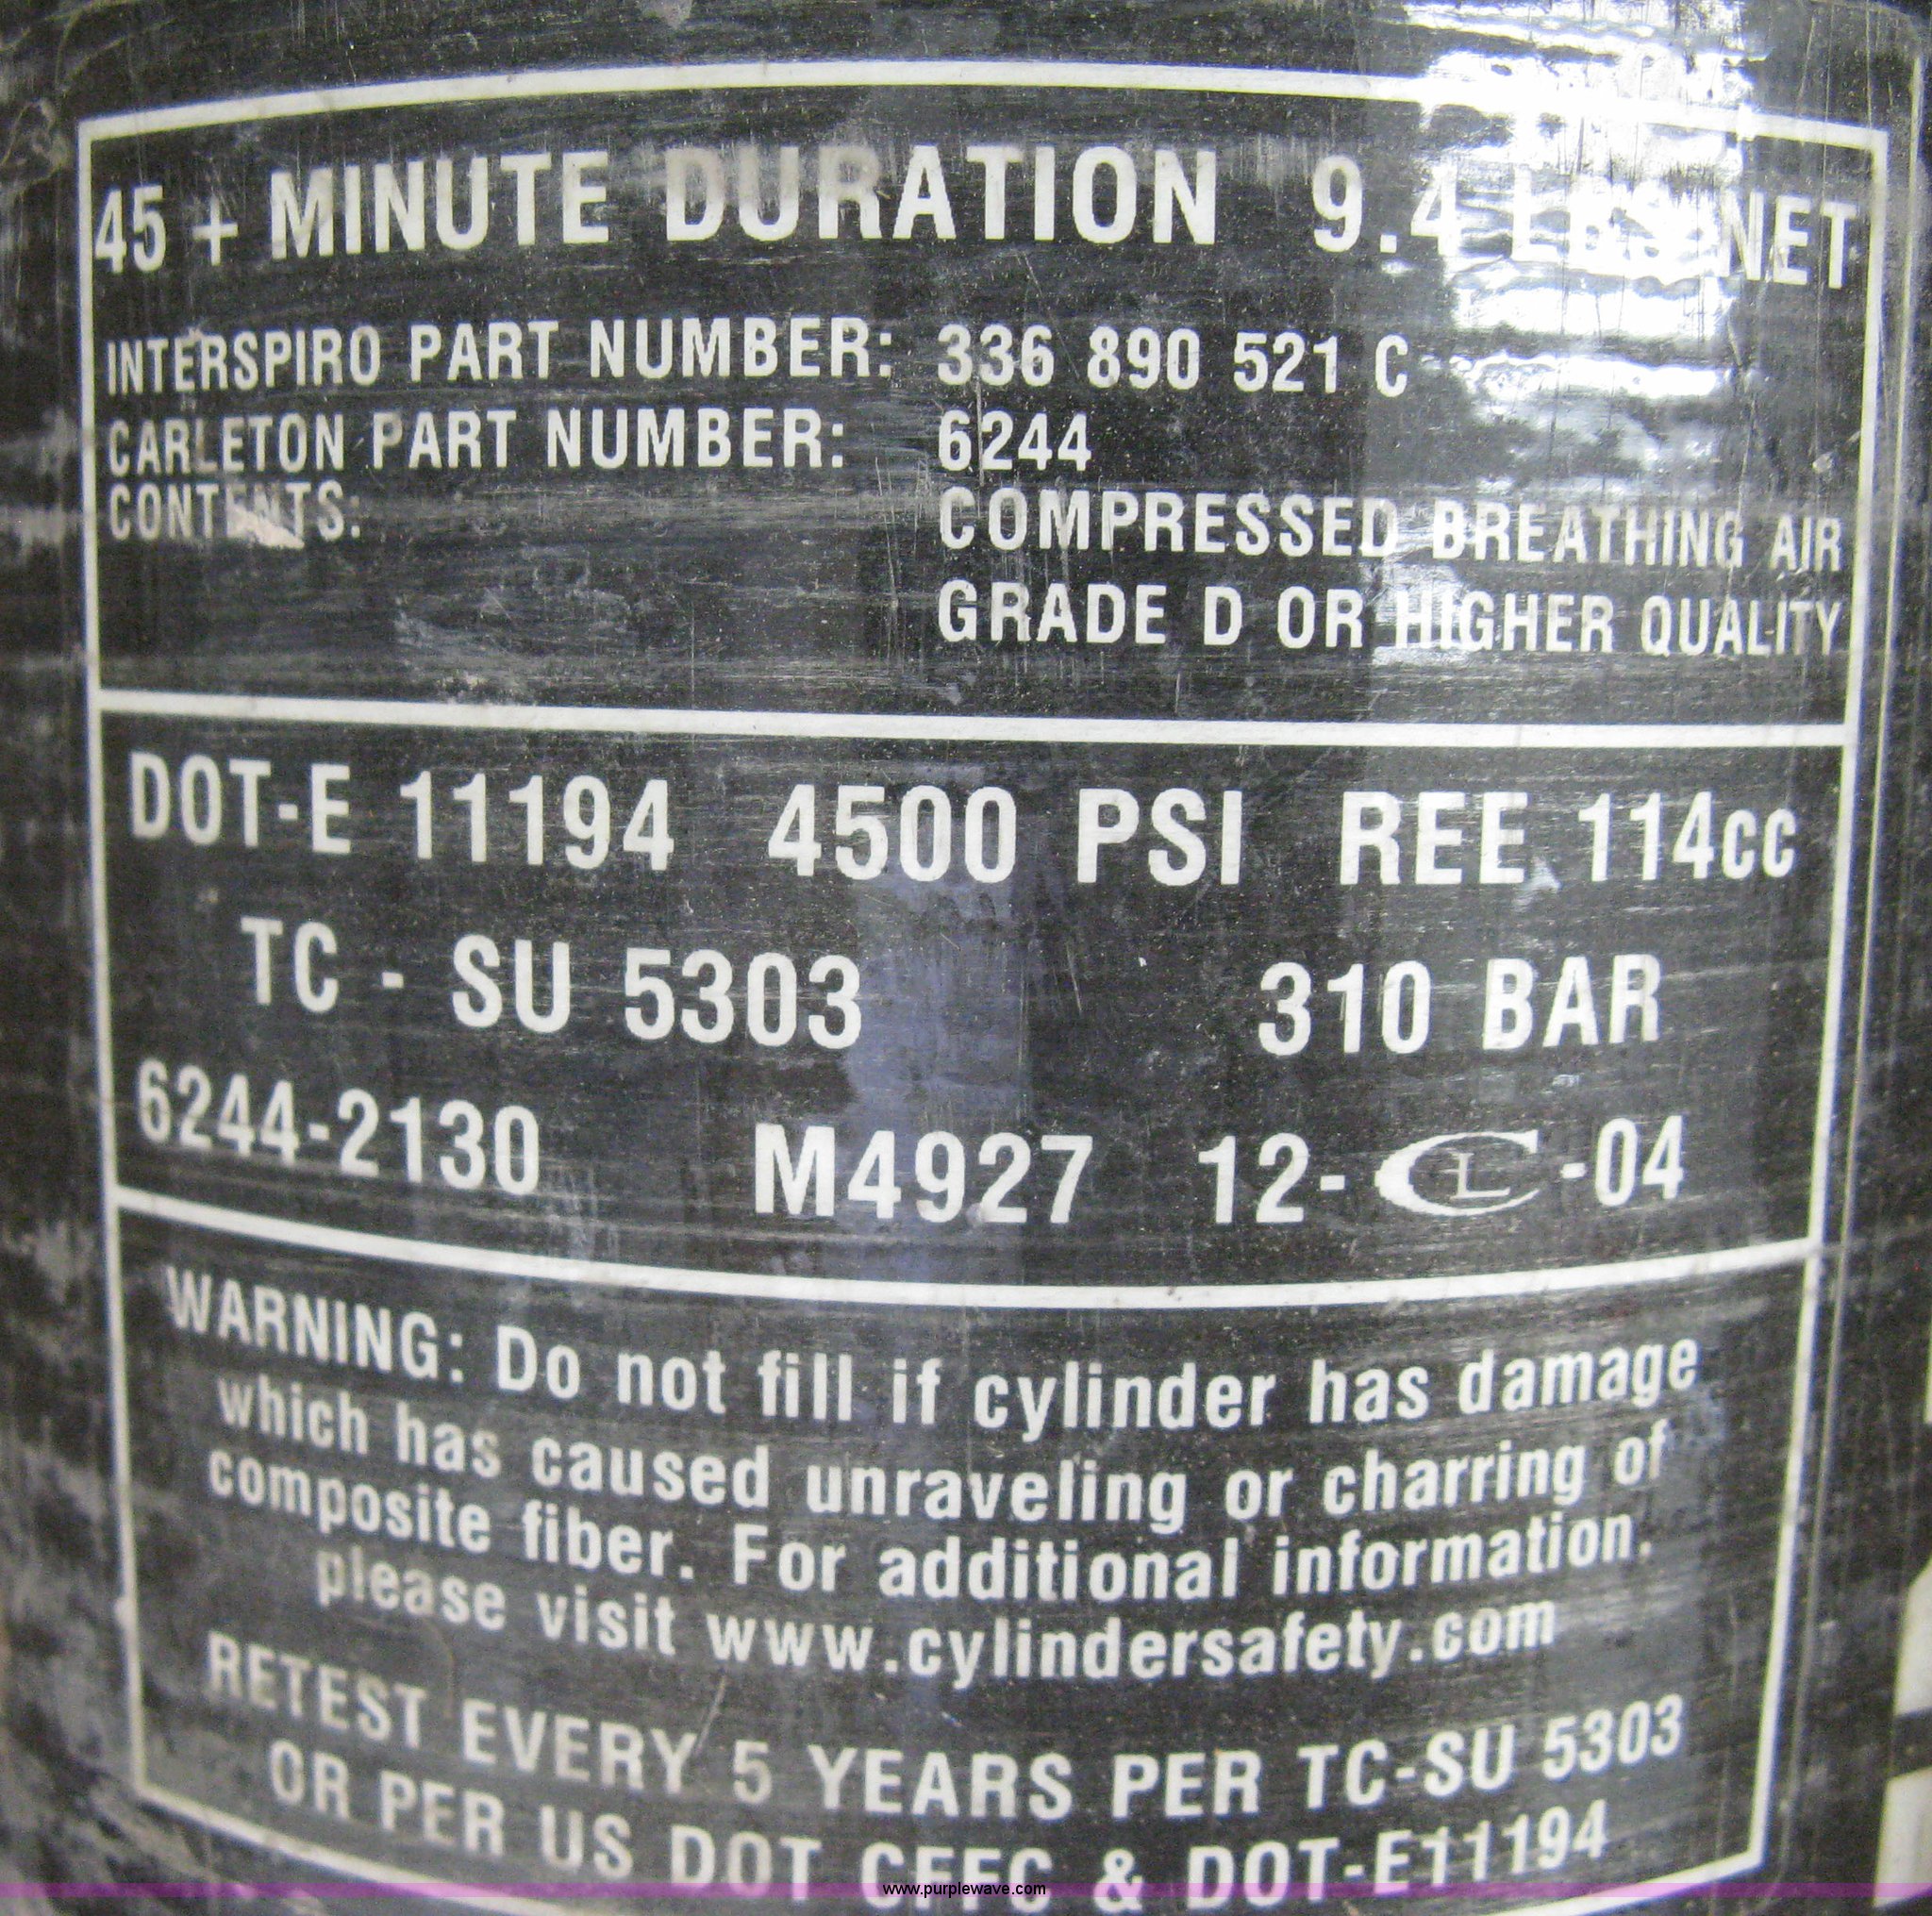 45 + MINUTE DURATION 9.4 LBS NET
INTERSPIRO PART NUMBER: 336 890 521 C
CARLETON PART NUMBER: 6244
CONTENTS: COMPRESSED BREATHING AIR
GRADE D OR HIGHER QUALITY
DOT-E 11194 4500 PSI REE 114cc
TC - SU 5303 310 BAR
6244-2130 M4927 12-CL-04
WARNING: Do not fill if cylinder has damage
which has caused unraveling or charring of
composite fiber. For additional information.
please visit www.cylindersafety.com
RETEST EVERY 5 YEARS PER TC-SU 5303
OR PER US DOT CFFC & DOT-E11194
www.purplewave.com